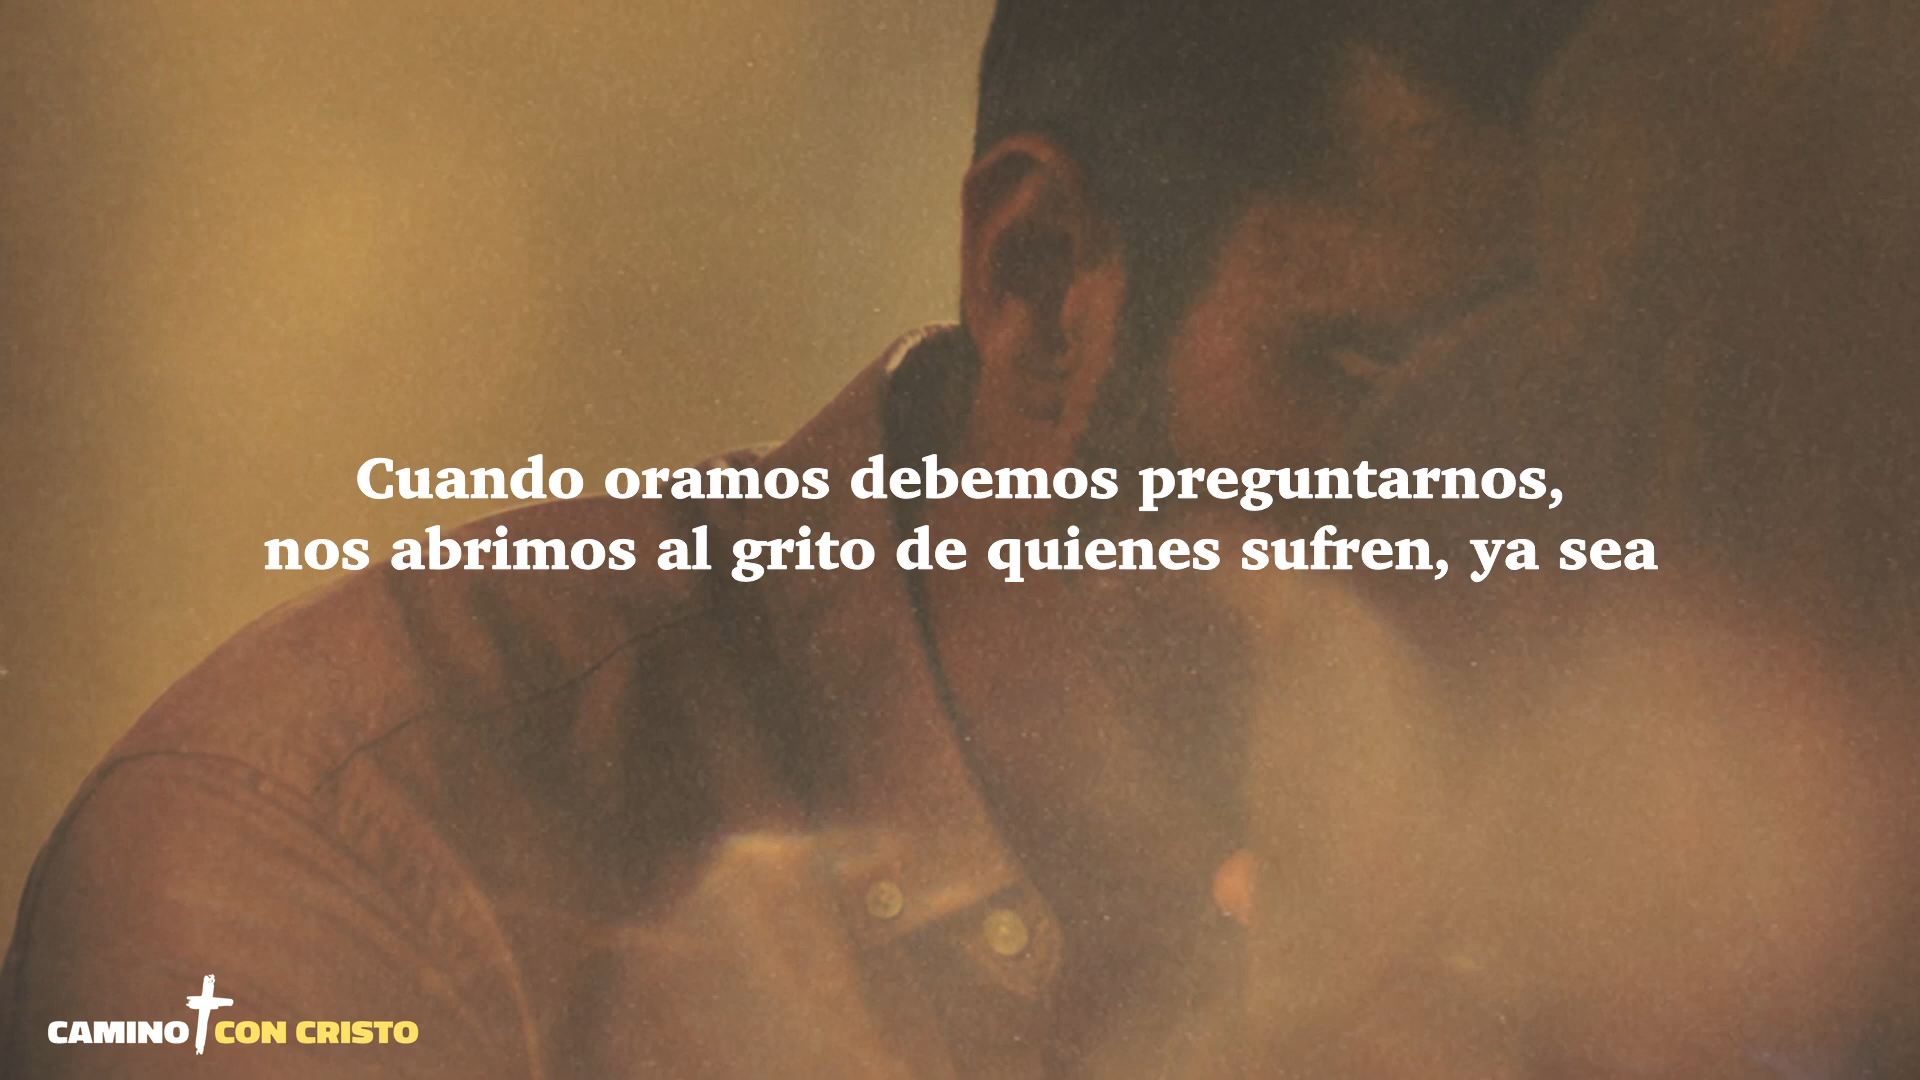 Cuando oramos debemos preguntarnos,
nos abrimos al grito de quienes sufren, ya sea
CAMINO CON CRISTO